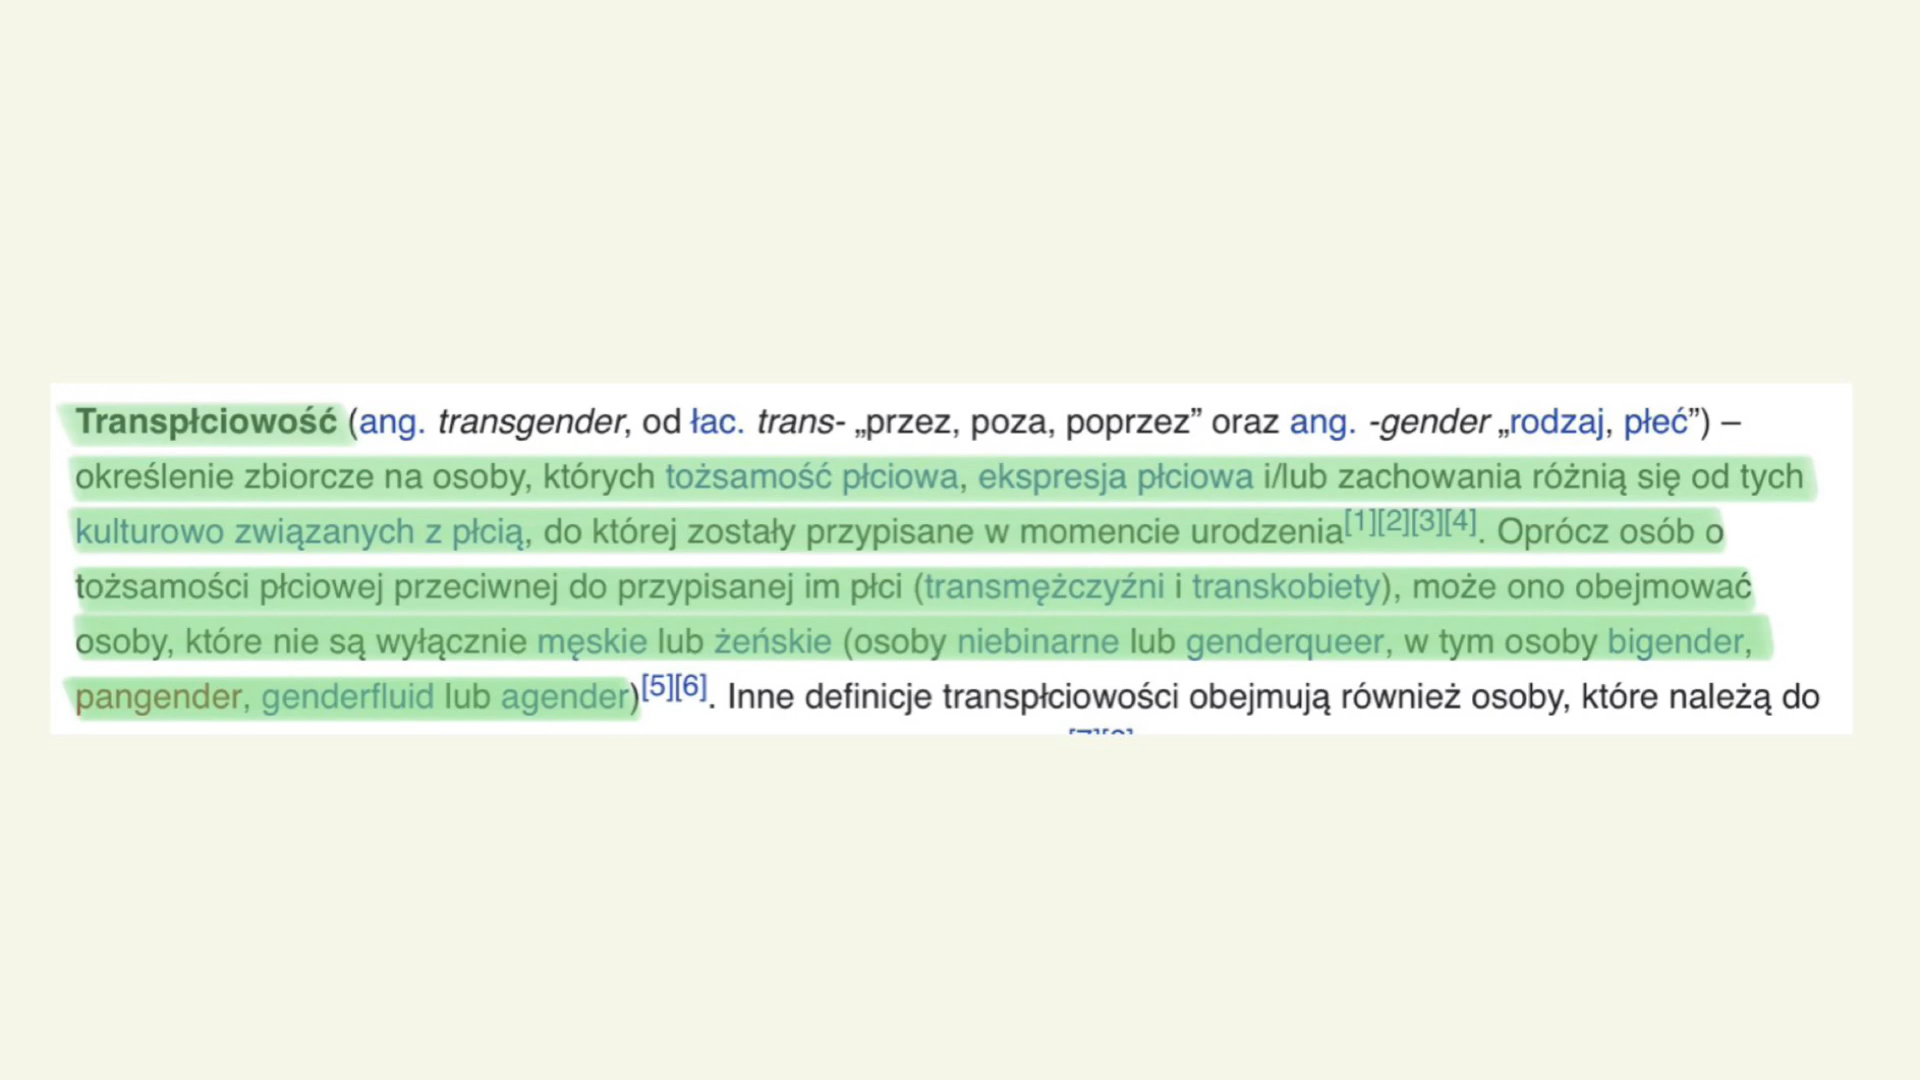 Transpłciowość (ang. transgender, od łac. trans- „przez, poza, poprzez” oraz ang. -gender „rodzaj, płeć”) –
określenie zbiorcze na osoby, których tożsamość płciowa, ekspresja płciowa i/lub zachowania różnią się od tych
kulturowo związanych z płcią, do której zostały przypisane w momencie urodzenia[1][2][3][4]. Oprócz osób o
tożsamości płciowej przeciwnej do przypisanej im płci (transmężczyźni i transkobiety), może ono obejmować
osoby, które nie są wyłącznie męskie lub żeńskie (osoby niebinarne lub genderqueer, w tym osoby bigender,
pangender, genderfluid lub agender)[5][6]. Inne definicje transpłciowości obejmują również osoby, które należą do